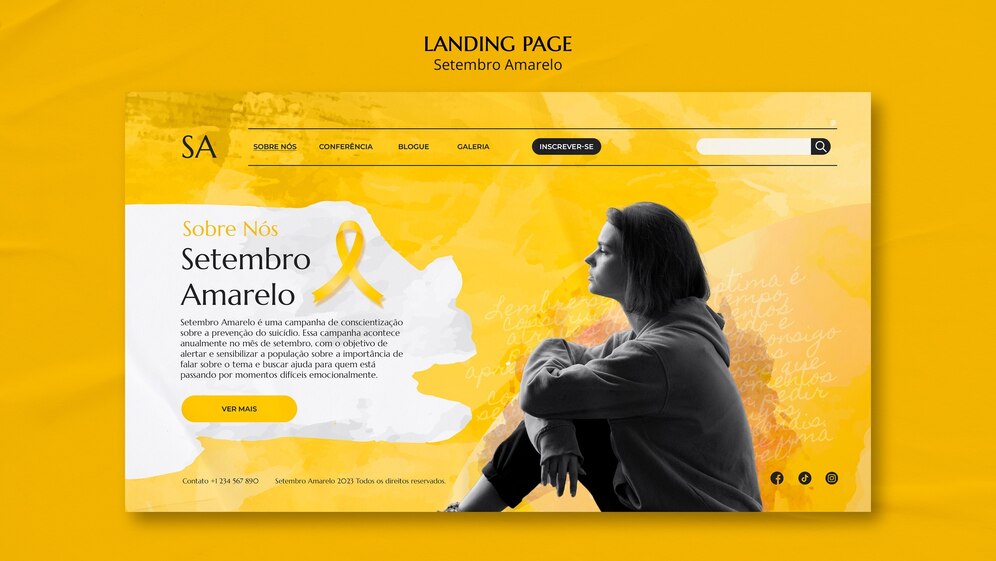 LANDING PAGE
Setembro Amarelo
SA
SOBRE NÓS CONFERÊNCIA BLOGUE GALERIA INSCREVER-SE
Sobre Nós
Setembro
Amarelo
Setembro Amarelo é uma campanha de conscientização
sobre a prevenção do suicídio. Essa campanha acontece
anualmente no mês de setembro, com o objetivo de
alertar e sensibilizar a população sobre a importância de
falar sobre o tema e buscar ajuda para quem está
passando por momentos difíceis emocionalmente.
VER MAIS
Contato +1 234 567 890 Setembro Amarelo 2023 Todos os direitos reservados.